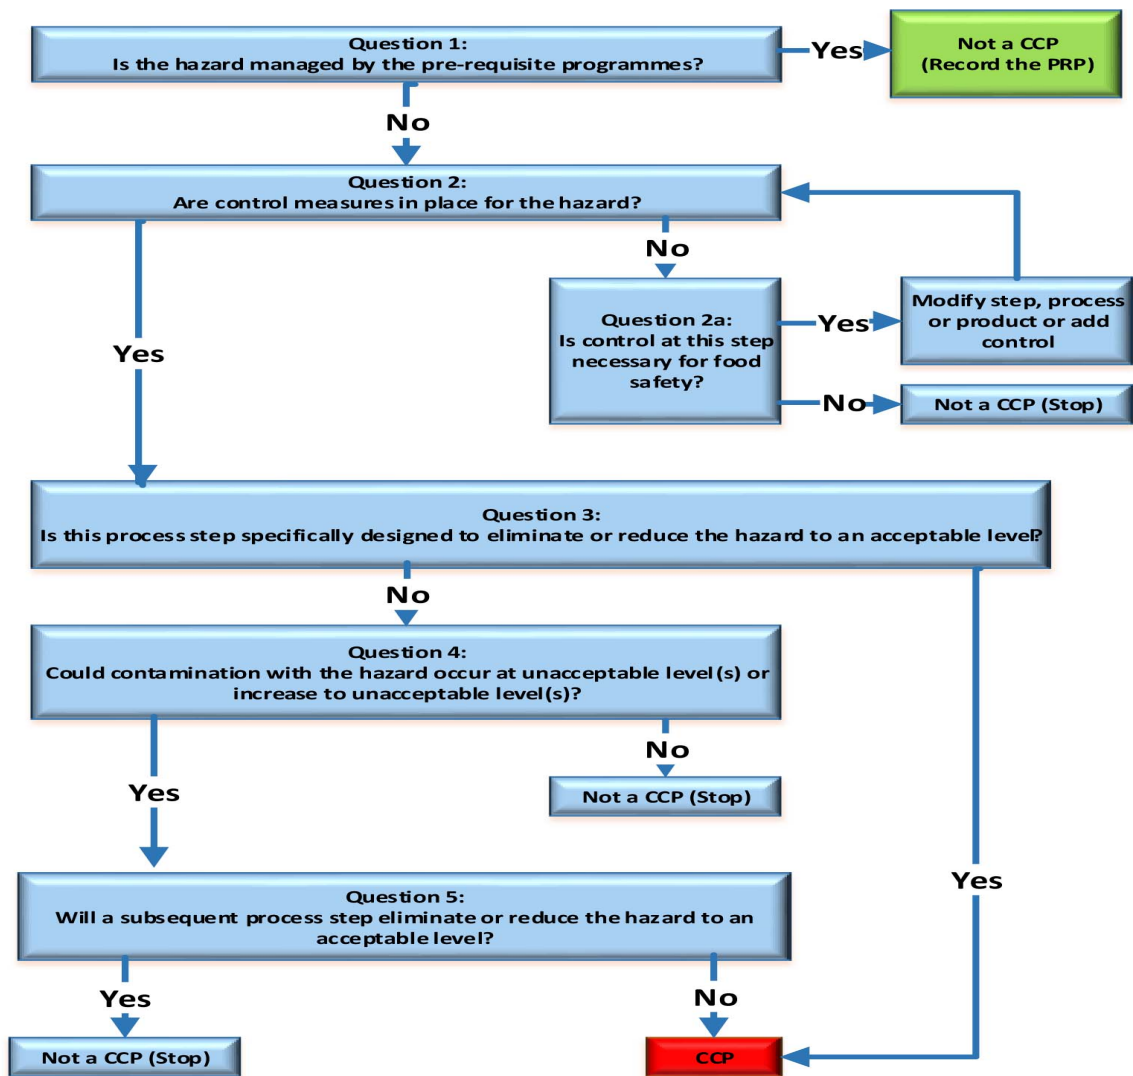 Question 1:
Is the hazard managed by the pre-requisite programmes?
Yes
Not a CCP
(Record the PRP)
No
Question 2:
Are control measures in place for the hazard?
No
Yes
Question 2a:
Is control at this step
necessary for food
safety?
Yes
Modify step, process
or product or add
control
No
Not a CCP (Stop)
Question 3:
Is this process step specifically designed to eliminate or reduce the hazard to an acceptable level?
No
Question 4:
Could contamination with the hazard occur at unacceptable level(s) or
increase to unacceptable level(s)?
No
Yes
Not a CCP (Stop)
Yes
Question 5:
Will a subsequent process step eliminate or reduce the hazard to an
acceptable level?
Yes
No
Not a CCP (Stop)
CCP